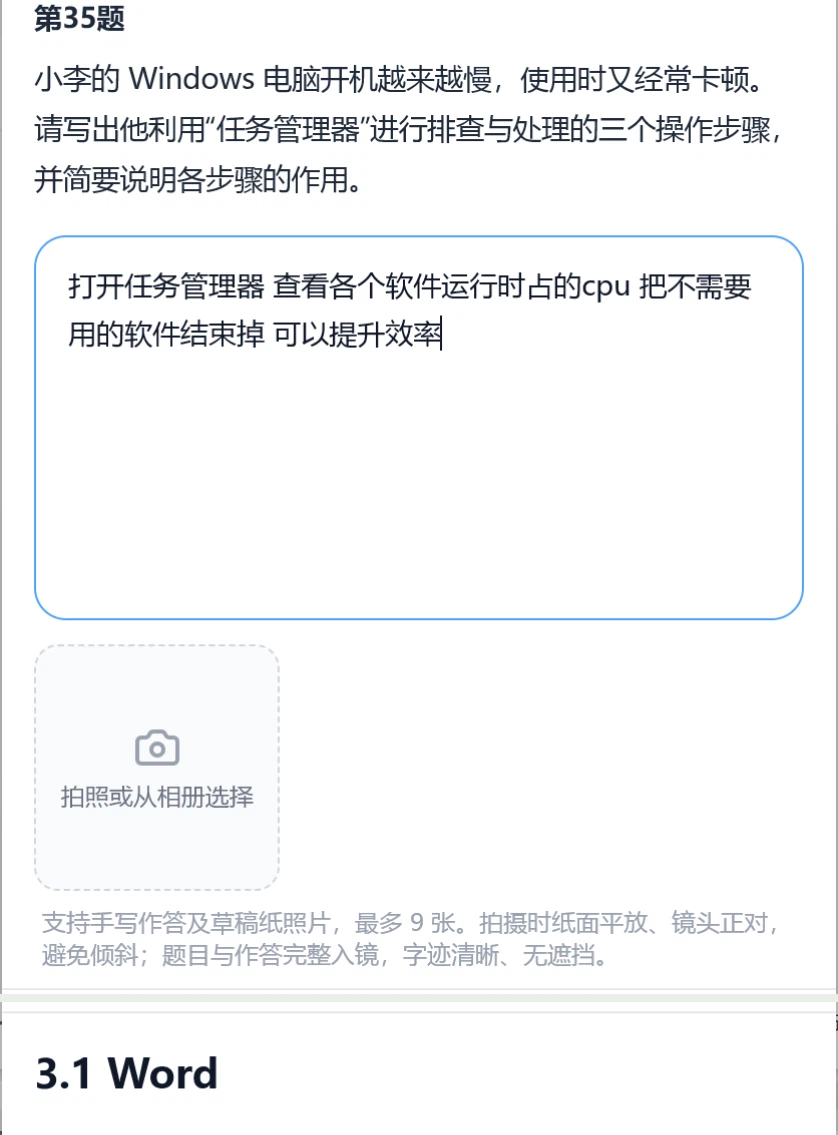 第35题
小李的 Windows 电脑开机越来越慢，使用时又经常卡顿。
请写出他利用“任务管理器”进行排查与处理的三个操作步骤，
并简要说明各步骤的作用。
打开任务管理器 查看各个软件运行时占的cpu 把不需要
用的软件结束掉 可以提升效率
拍照或从相册选择
支持手写作答及草稿纸照片，最多 9 张。拍摄时纸面平放、镜头正对，
避免倾斜；题目与作答完整入镜，字迹清晰、无遮挡。
3.1 Word